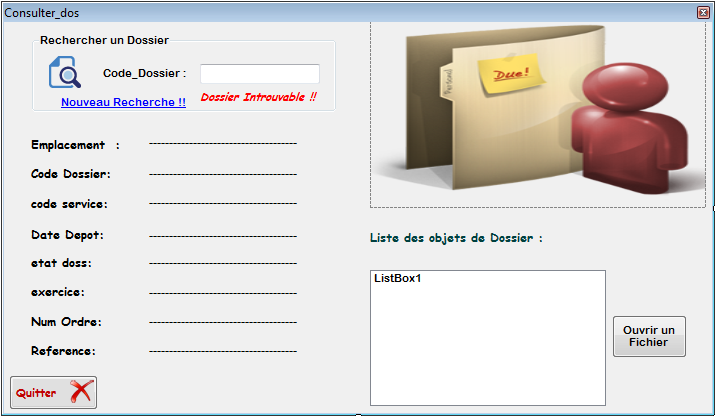 Consulter_dos
Rechercher un Dossier
Code_Dossier :
Nouveau Recherche !!
Dossier Introuvable !!
Due!
Personal
Emplacement :
Code Dossier:
code service:
Date Depot:
etat doss:
exercice:
Num Ordre:
Reference:
Quitter
Liste des objets de Dossier :
ListBox1
Ouvrir un
Fichier